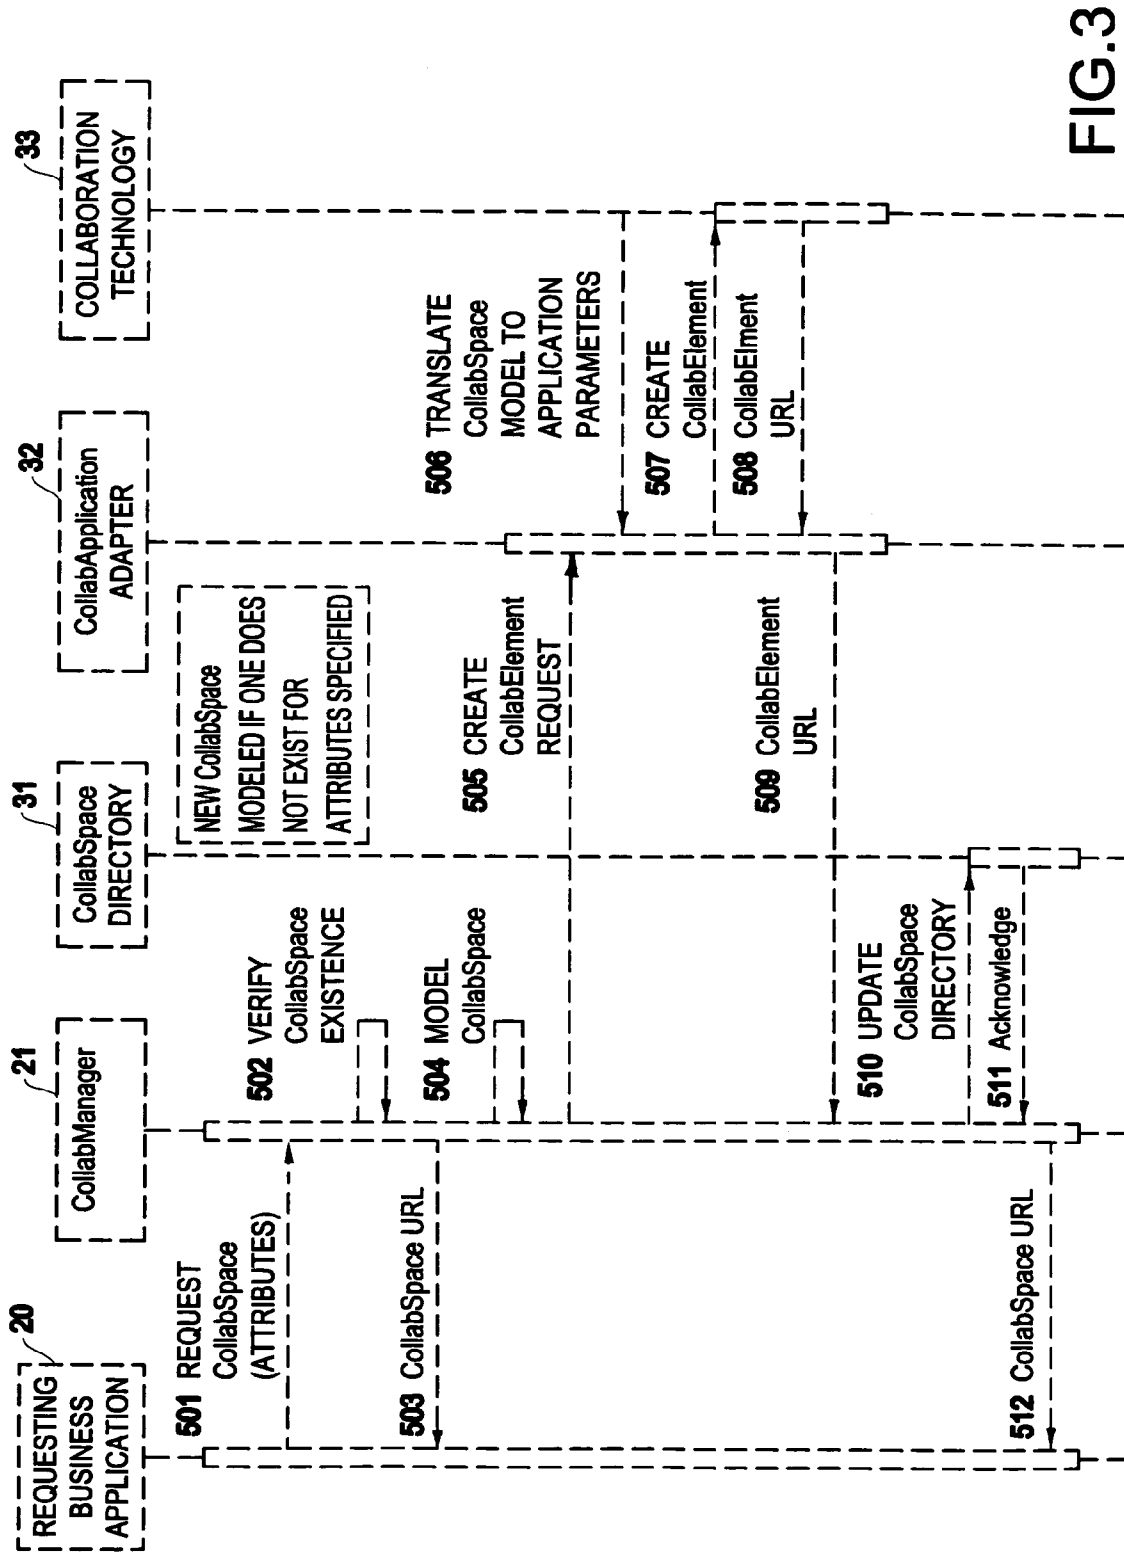 20
REQUESTING
BUSINESS
APPLICATION
21
CollabManager
31
CollabSpace
DIRECTORY
32
CollabApplication
ADAPTER
33
COLLABORATION
TECHNOLOGY
NEW CollabSpace
MODELED IF ONE DOES
NOT EXIST FOR
ATTRIBUTES SPECIFIED
501 REQUEST
CollabSpace
(ATTRIBUTES)
502 VERIFY
CollabSpace
EXISTENCE
503 CollabSpace URL
504 MODEL
CollabSpace
505 CREATE
CollabElement
REQUEST
506 TRANSLATE
CollabSpace
MODEL TO
APPLICATION
PARAMETERS
507 CREATE
CollabElement
508 CollabElment
URL
509 CollabElement
URL
510 UPDATE
CollabSpace
DIRECTORY
511 Acknowledge
512 CollabSpace URL
FIG.3